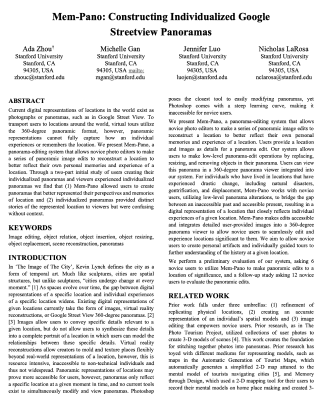 Mem-Pano: Constructing Individualized Google
Streetview Panoramas
Ada Zhou†
Stanford University
Stanford, CA
94305, USA
zhouc@stanford.edu
Michelle Gan
Stanford University
Stanford, CA
94305, USA mailto:
mgan@stanford.edu
Jennifer Luo
Stanford University
Stanford, CA
94305, USA
luojen@stanford.edu
Nicholas LaRosa
Stanford University
Stanford, CA
94305, USA
nclarosa@stanford.edu
ABSTRACT
Current digital representations of locations in the world exist as
photographs or panoramas, such as in Google Street View. To
transport users to locations around the world, virtual tours utilize
the 360-degree panoramic format, however, panoramic
representations cannot fully capture how an individual
experiences or remembers the location. We present Mem-Pano, a
panorama-editing system that allows novice photo editors to make
a series of panoramic image edits to reconstruct a location to
better reflect their own personal memories and experience of a
location. Through a two-part initial study of users creating their
individualized panoramas and viewers experienced individualized
panoramas we find that (1) Mem-Pano allowed users to create
panoramas that better represented their perspectives and memories
of location and (2) individualized panoramas provided distinct
stories of the represented location to viewers but were confusing
without context.
KEYWORDS
Image editing, object relation, object insertion, object resizing,
object replacement, scene reconstruction, panoramas
INTRODUCTION
In 'The Image of The City', Kevin Lynch defines the city as a
form of temporal art. Much like sculptures, cities are spatial
structures, but unlike sculptures, "cities undergo change at every
moment." [1] As spaces evolve over time, the gap between digital
representations of a specific location and individual experiences
of a specific location widens. Existing digital representations of
given locations currently take the form of images, virtual reality
reconstructions, or Google Street View 360-degree panoramas. [2]
[5] Images allow users to convey specific details within some
given location, but do not allow users to synthesize these details
into a complete portrait of a location in which users can model the
relationships between these specific details. Virtual reality
reconstructions allow creators to mold and texture places flexibly
beyond real-world representations of a location, however, this is
resource intensive, inaccessible to non-technical individuals and
thus not widespread. Panoramic representations of locations may
prove more accessible for users, however, panoramas only reflect
a specific location at a given moment in time, and no current tools
exist to simultaneously modify and view panoramas. Photoshop
poses the closest tool to easily modifying panoramas, yet
Photoshop comes with a steep learning curve, making it
inaccessible for novice users.
We present Mem-Pano, a panorama-editing system that allows
novice photo editors to make a series of panoramic image edits to
reconstruct a location to better reflect their own personal
memories and experience of a location. Users provide a location
and images as details for a panorama edit. Our system allows
users to make low-level panorama-edit operations by replacing,
resizing, and removing objects in their panorama. Users can view
this panorama in a 360-degree panorama viewer integrated into
our system. For individuals who have lived in locations that have
experienced drastic change, including natural disasters,
gentrification, and displacement, Mem-Pano works with novice
users, utilizing low-level panorama alterations, to bridge the gap
between an inaccessible past and accessible present, resulting in a
digital representation of a location that closely reflects individual
experiences of a given location. Mem-Pano makes edits accessible
and integrates detailed user-provided images into a 360-degree
panorama viewer to allow novice users to seamlessly edit and
experience locations significant to them. We aim to allow novice
users to create personal artifacts and individually guided tours to
further understanding of the history of a given location.
We perform a preliminary evaluation of our system, asking 6
novice users to utilize Mem-Pano to make panoramic edits to a
location of significance, and a follow-up study asking 12 novice
users to evaluate the panoramic edits.
RELATED WORK
Prior work falls under three umbrellas: (1) refinement of
replicating physical locations, (2) creating an accurate
representation of an individual's spatial models and (3) image
editing that empowers novice users. Prior research, as in The
Photo Tourism Project, utilized collections of user photos to
create 3-D models of scenes [4]. This work creates the foundation
for stitching together photos into panoramas. Prior research has
toyed with different mediums for representing models, such as
maps in the Automatic Generation of Tourist Maps, which
automatically generates a simplified 2-D map attuned to the
mental model of tourists navigating cities [3], and Memory
through Design, which used a 2-D mapping tool for their users to
record their mental models on home places making and created 3-